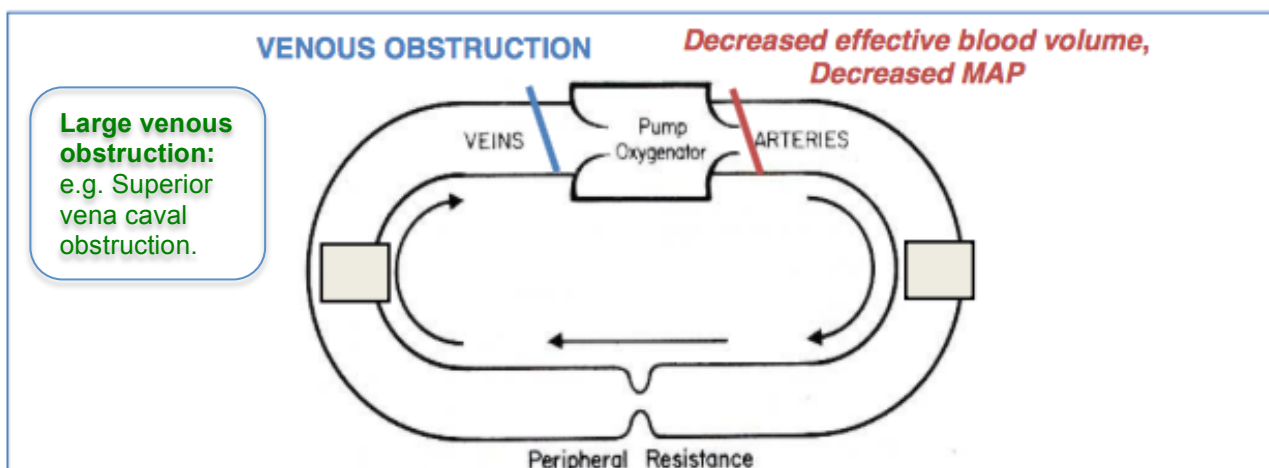 VENOUS OBSTRUCTION
Decreased effective blood volume,
Decreased MAP
Large venous
obstruction:
e.g. Superior
vena caval
obstruction.
VEINS
Pump
Oxygenator
ARTERIES
Peripheral Resistance